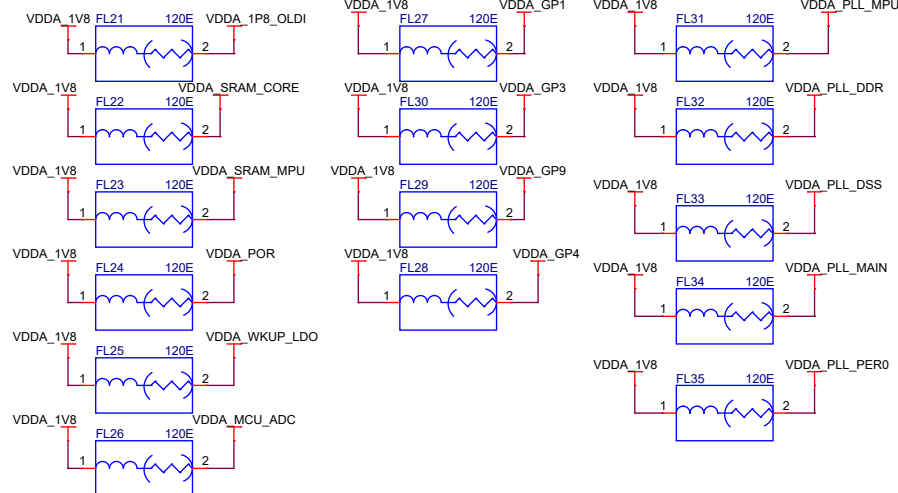 VDDA_1V8 FL21 120E VDDA_1P8_OLDI
1 2
VDDA_1V8 VDDA_SRAM_CORE
FL22 120E
1 2
VDDA_1V8 VDDA_SRAM_MPU
FL23 120E
1 2
VDDA_1V8 VDDA_POR
FL24 120E
1 2
VDDA_1V8 VDDA_WKUP_LDO
FL25 120E
1 2
VDDA_1V8 VDDA_MCU_ADC
FL26 120E
1 2
VDDA_1V8 VDDA_GP1
FL27 120E
1 2
VDDA_1V8 VDDA_GP3
FL30 120E
1 2
VDDA_1V8 VDDA_GP9
FL29 120E
1 2
VDDA_1V8 VDDA_GP4
FL28 120E
1 2
VDDA_1V8 VDDA_PLL_MPU
FL31 120E
1 2
VDDA_1V8 VDDA_PLL_DDR
FL32 120E
1 2
VDDA_1V8 VDDA_PLL_DSS
FL33 120E
1 2
VDDA_1V8 VDDA_PLL_MAIN
FL34 120E
1 2
VDDA_1V8 VDDA_PLL_PER0
FL35 120E
1 2